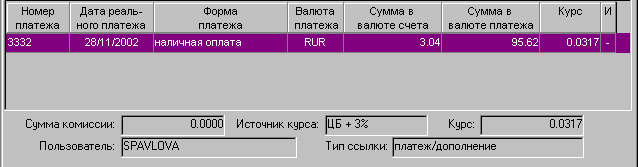 Номер платежа Дата реаль- ного платежа Форма платежа Валюта платежа Сумма в валюте счета Сумма в валюте платежа Курс И
3332 28/11/2002 наличная оплата RUR 3.04 95.62 0.0317 -
Сумма комиссии: 0.0000 Источник курса: ЦБ + 3% Курс: 0.0317
Пользователь: SPAVLOVA Тип ссылки: платеж/дополнение